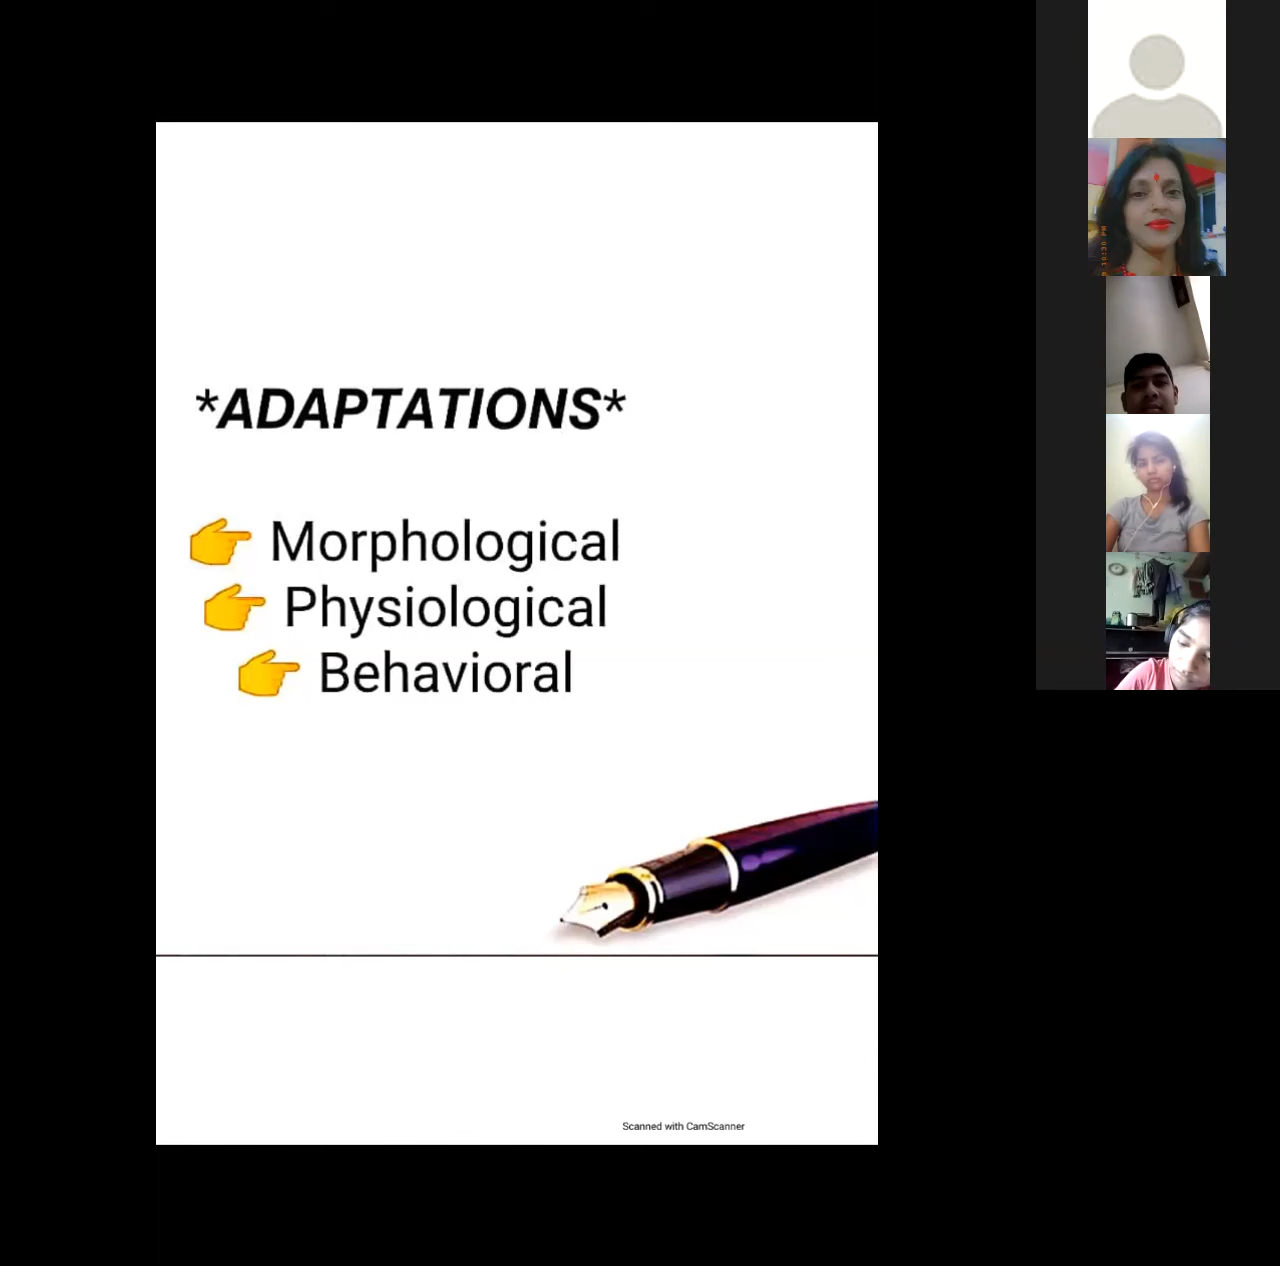 *ADAPTATIONS*
👉 Morphological
👉 Physiological
👉 Behavioral
Scanned with CamScanner